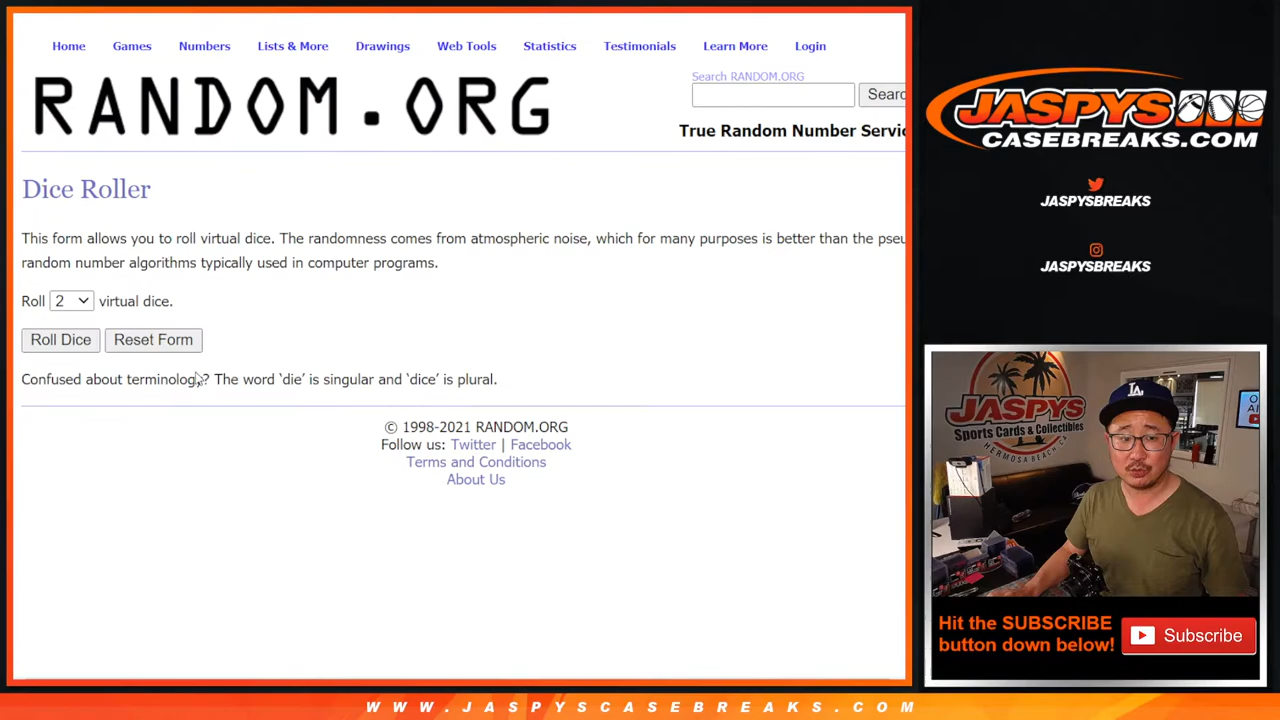 Home Games Numbers Lists & More Drawings Web Tools Statistics Testimonials Learn More Login
RANDOM.ORG
Search RANDOM.ORG
Searc
True Random Number Servic
Dice Roller
This form allows you to roll virtual dice. The randomness comes from atmospheric noise, which for many purposes is better than the pseu
random number algorithms typically used in computer programs.
Roll 2 virtual dice.
Roll Dice Reset Form
Confused about terminology? The word 'die' is singular and 'dice' is plural.
© 1998-2021 RANDOM.ORG
Follow us: Twitter | Facebook
Terms and Conditions
About Us
JASPYS
CASEBREAKS.COM
JASPYSBREAKS
JASPYSBREAKS
JASPYS
Sports Cards & Collectibles
HERMOSA BEACH, CA
LA
Hit the SUBSCRIBE
button down below!
Subscribe
WWW.JASPYSCASEBREAKS.COM